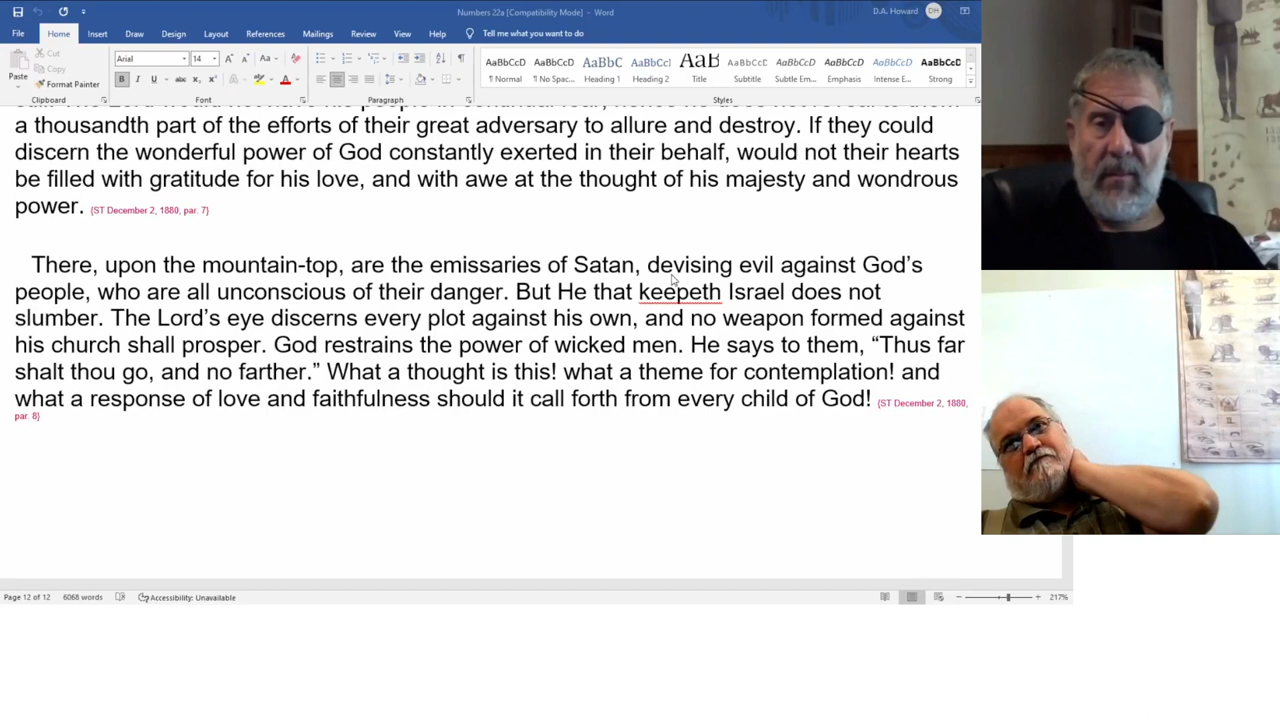 Numbers 22a [Compatibility Mode] - Word
D.A. Howard DH
File Home Insert Draw Design Layout References Mailings Review View Help Tell me what you want to do
Paste
Cut
Copy
Format Painter
Clipboard
Arial 14
Font
Paragraph
AaBbCcD AaBbCcD AaBbC AaBbCcI AaB AaBbCcD AaBbCcD AaBbCcD AaBbCcD AaBbCcD
¶ Normal ¶ No Spac... Heading 1 Heading 2 Title Subtitle Subtle Em... Emphasis Intense E... Strong
Styles
a thousandth part of the efforts of their great adversary to allure and destroy. If they could
discern the wonderful power of God constantly exerted in their behalf, would not their hearts
be filled with gratitude for his love, and with awe at the thought of his majesty and wondrous
power. {ST December 2, 1880, par. 7}
There, upon the mountain-top, are the emissaries of Satan, devising evil against God’s
people, who are all unconscious of their danger. But He that keepeth Israel does not
slumber. The Lord’s eye discerns every plot against his own, and no weapon formed against
his church shall prosper. God restrains the power of wicked men. He says to them, “Thus far
shalt thou go, and no farther.” What a thought is this! what a theme for contemplation! and
what a response of love and faithfulness should it call forth from every child of God! {ST December 2, 1880,
par. 8}
Page 12 of 12 6068 words Accessibility: Unavailable 217%